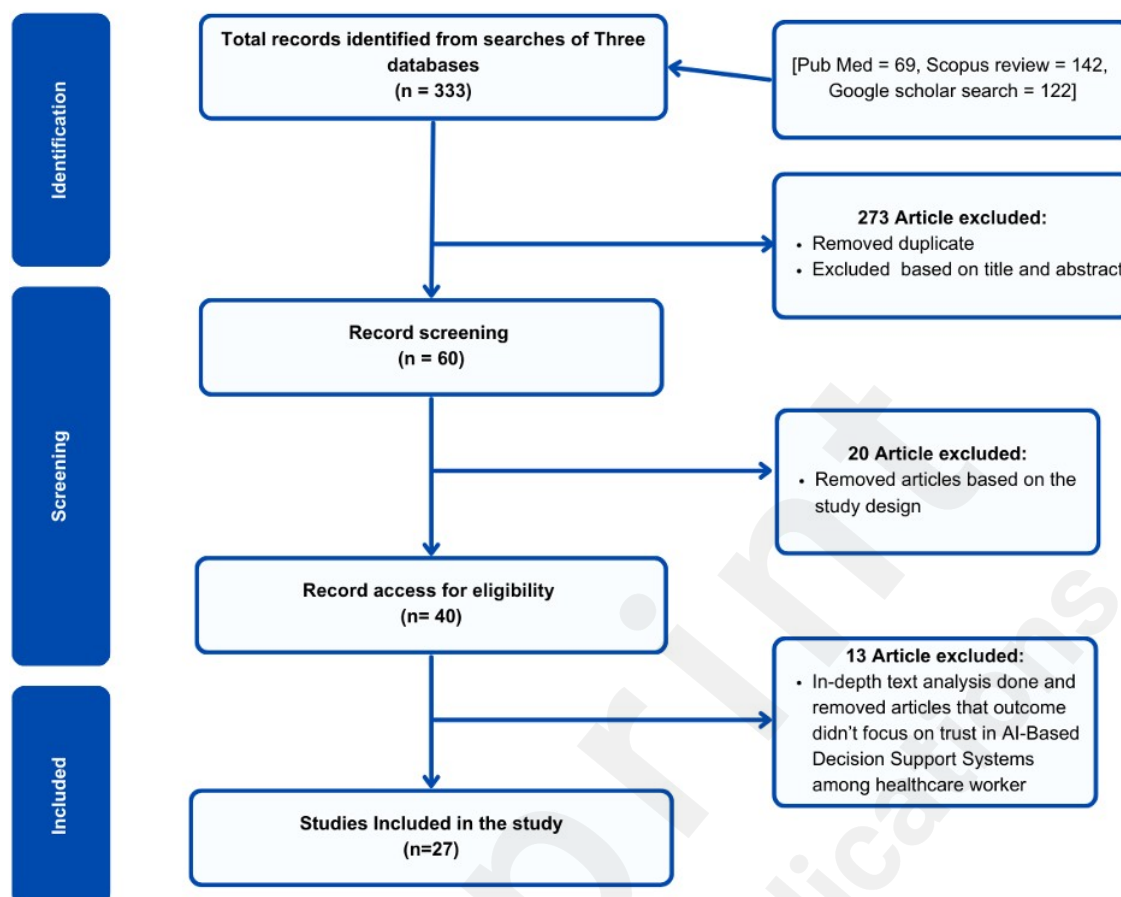 Identification
Total records identified from searches of Three
databases
(n = 333)
[Pub Med = 69, Scopus review = 142,
Google scholar search = 122]
273 Article excluded:
• Removed duplicate
• Excluded based on title and abstract
Screening
Record screening
(n = 60)
20 Article excluded:
• Removed articles based on the
study design
Record access for eligibility
(n= 40)
13 Article excluded:
• In-depth text analysis done and
removed articles that outcome
didn't focus on trust in AI-Based
Decision Support Systems
among healthcare worker
Included
Studies Included in the study
(n=27)
print
lications